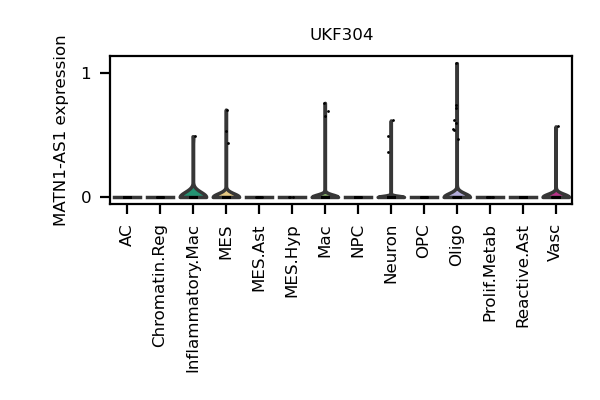 UKF304
MATN1-AS1 expression
1
0
AC
Chromatin.Reg
Inflammatory.Mac
MES
MES.Ast
MES.Hyp
Mac
NPC
Neuron
OPC
Oligo
Prolif.Metab
Reactive.Ast
Vasc